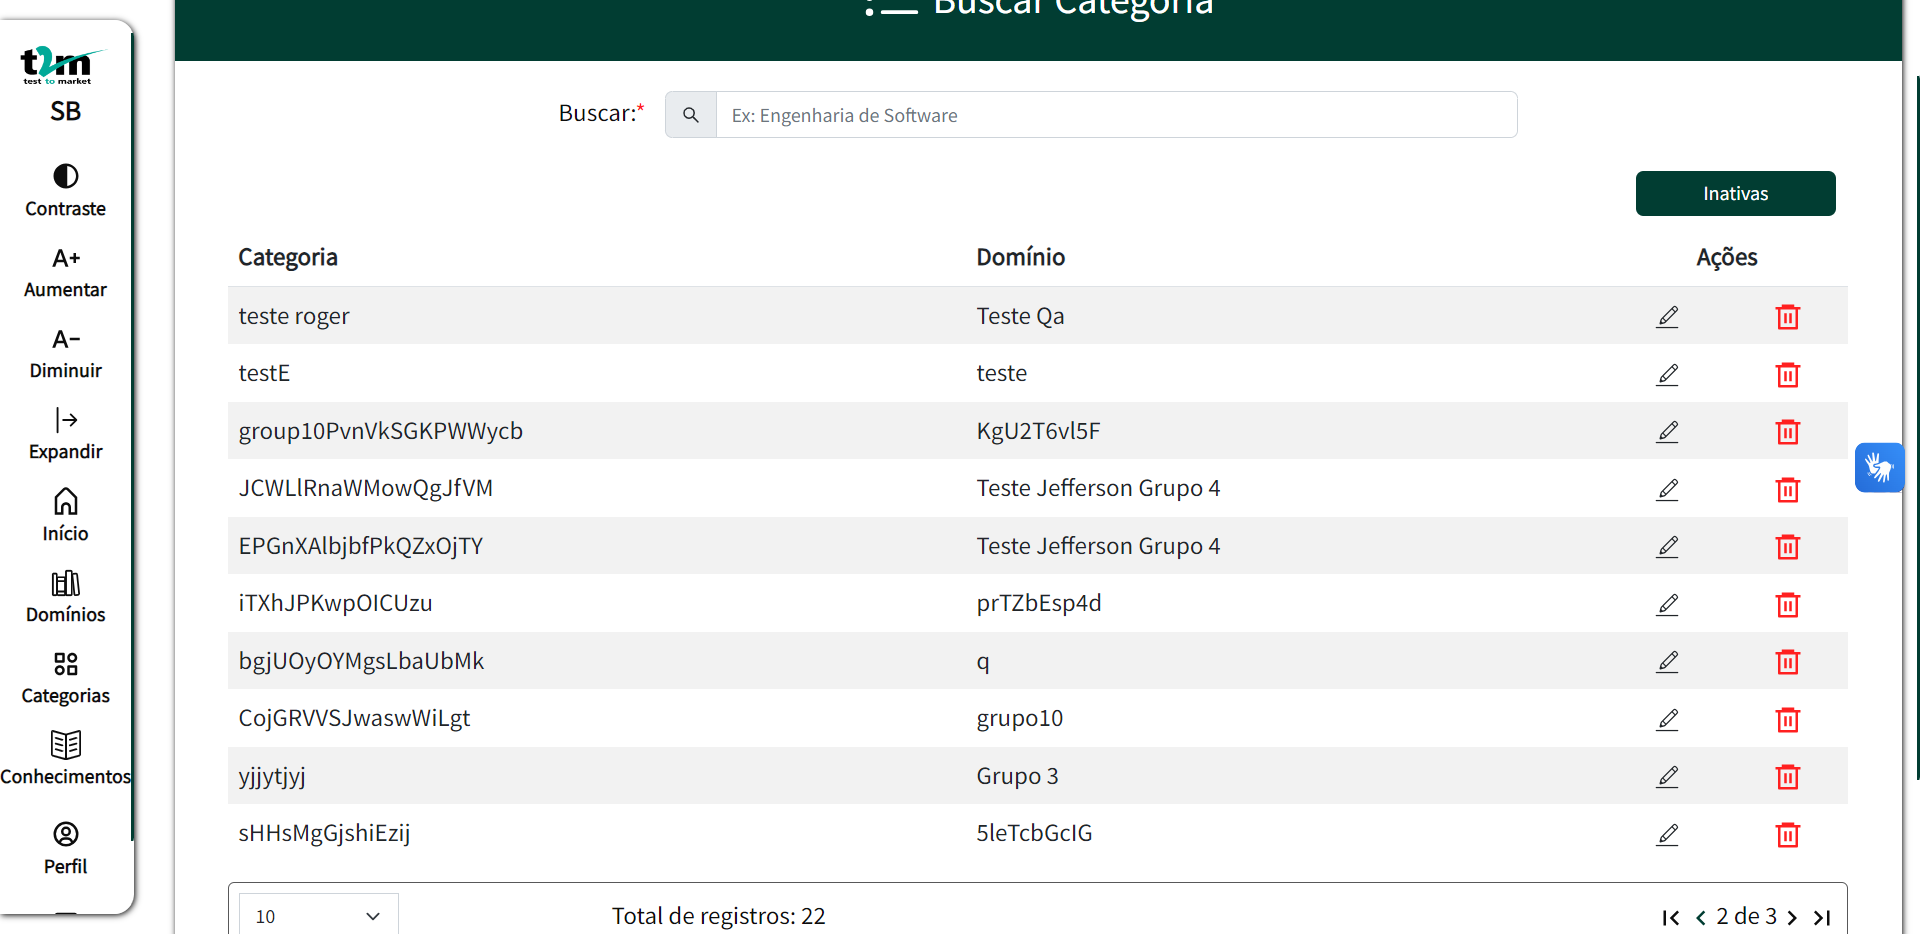 Buscar Categoria
t2m
test to market
SB
Contraste
A+
Aumentar
A-
Diminuir
Expandir
Início
Domínios
Categorias
Conhecimentos
Perfil
Buscar:*
Ex: Engenharia de Software
Inativas
Categoria Domínio Ações
teste roger Teste Qa
testE teste
group10PvnVkSGKPWWycb KgU2T6vl5F
JCWLlRnaWMowQgJfVM Teste Jefferson Grupo 4
EPGnXAlbjbfPkQZxOjTY Teste Jefferson Grupo 4
iTXhJPKwpOICUzu prTZbEsp4d
bgjUOyOYMgsLbaUbMk q
CojGRVVSJwaswWiLgt grupo10
yjjytjyj Grupo 3
sHHsMgGjshiEzij 5leTcbGcIG
10 Total de registros: 22 2 de 3